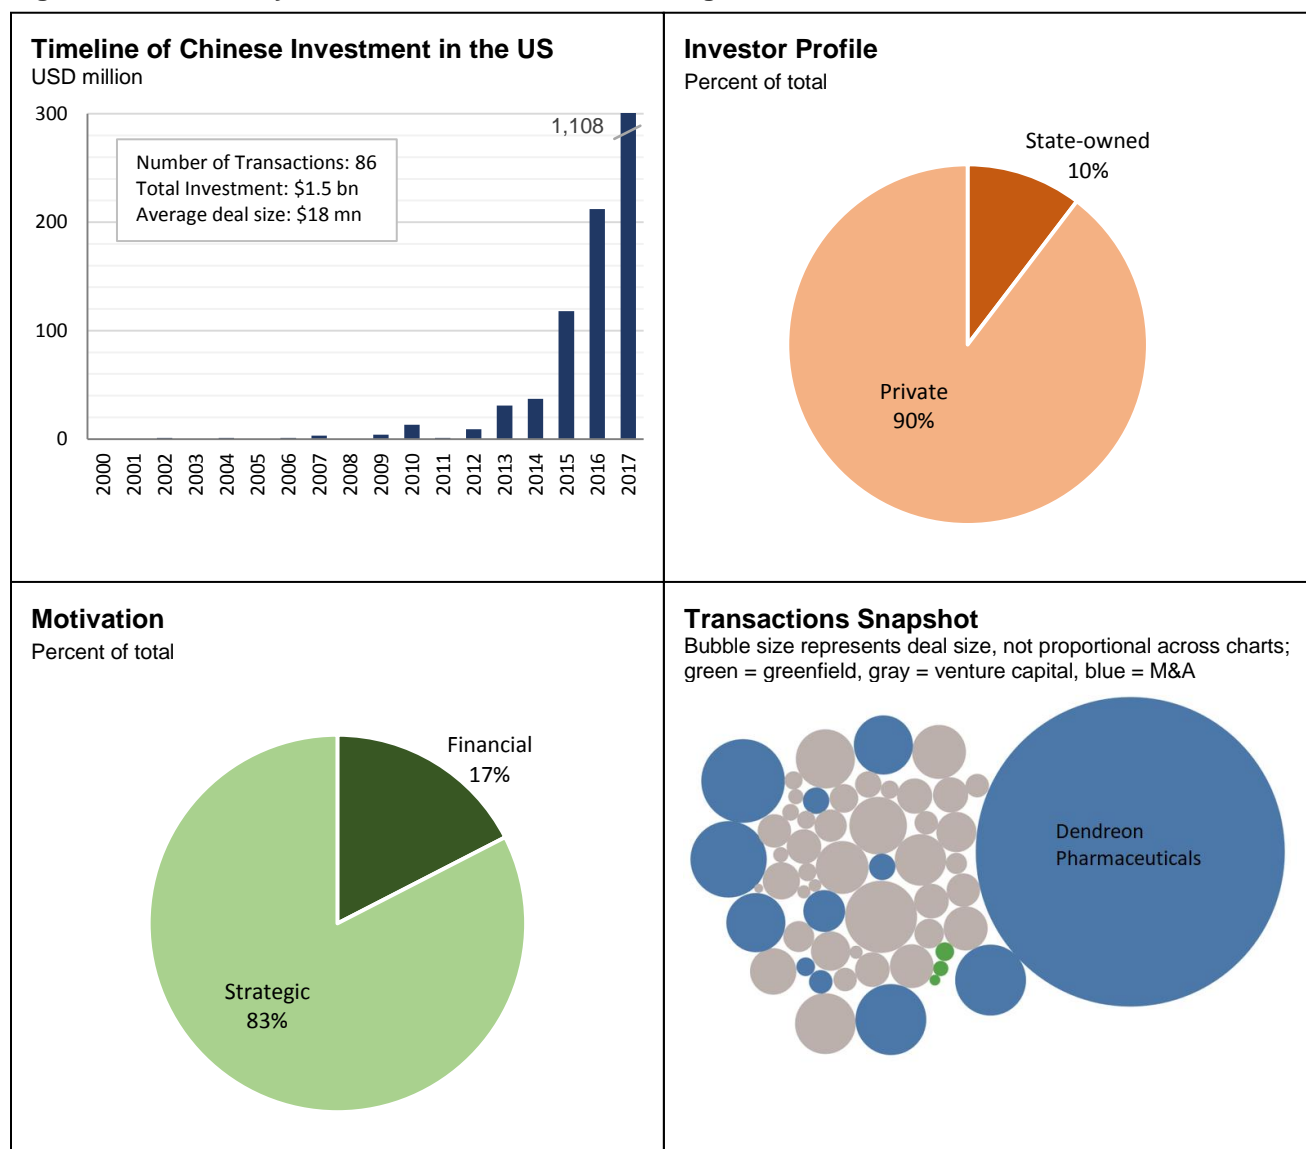 Timeline of Chinese Investment in the US
USD million
300
200
100
0
1,108
Number of Transactions: 86
Total Investment: $1.5 bn
Average deal size: $18 mn
2000
2001
2002
2003
2004
2005
2006
2007
2008
2009
2010
2011
2012
2013
2014
2015
2016
2017
Investor Profile
Percent of total
State-owned
10%
Private
90%
Motivation
Percent of total
Financial
17%
Strategic
83%
Transactions Snapshot
Bubble size represents deal size, not proportional across charts;
green = greenfield, gray = venture capital, blue = M&A
Dendreon
Pharmaceuticals